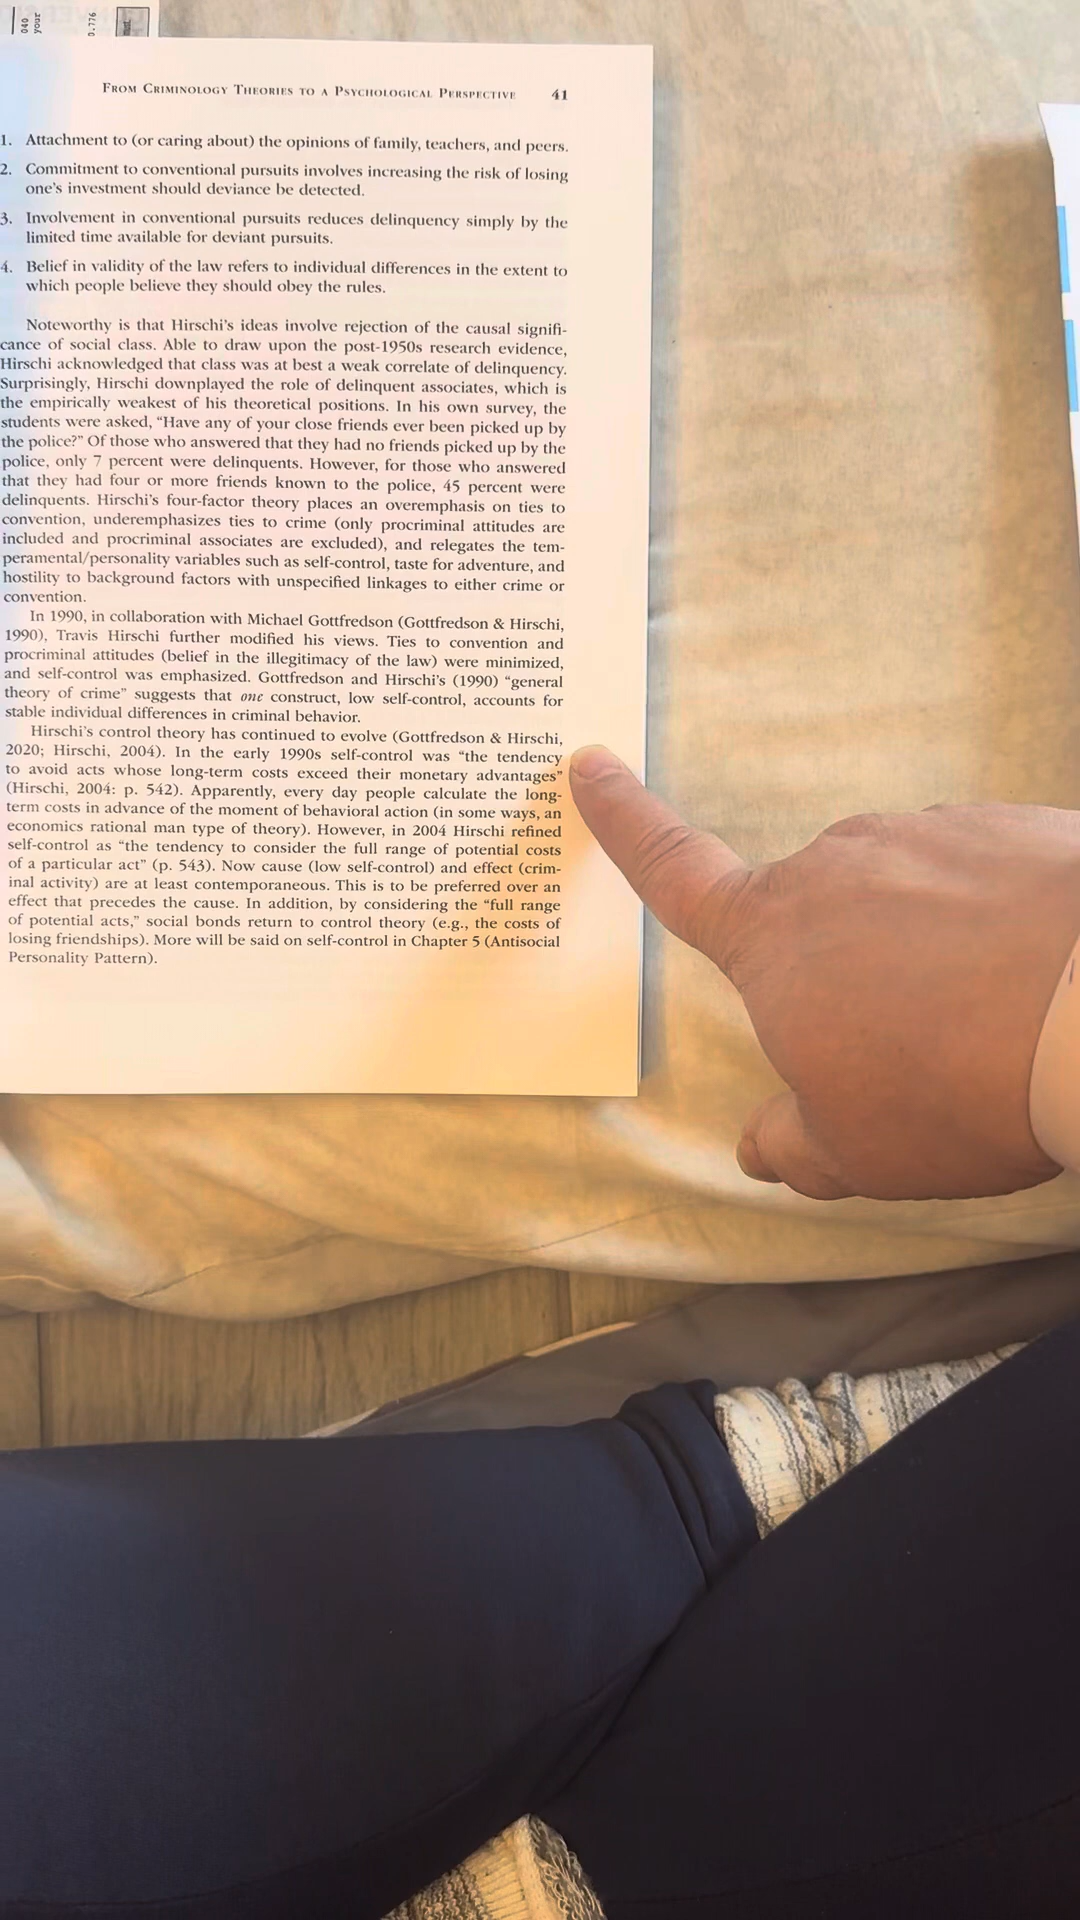 040
your
0.776
FROM CRIMINOLOGY THEORIES TO A PSYCHOLOGICAL PERSPECTIVE 41
1. Attachment to (or caring about) the opinions of family, teachers, and peers.
2. Commitment to conventional pursuits involves increasing the risk of losing
one's investment should deviance be detected.
3. Involvement in conventional pursuits reduces delinquency simply by the
limited time available for deviant pursuits.
4. Belief in validity of the law refers to individual differences in the extent to
which people believe they should obey the rules.
Noteworthy is that Hirschi's ideas involve rejection of the causal signifi-
cance of social class. Able to draw upon the post-1950s research evidence,
Hirschi acknowledged that class was at best a weak correlate of delinquency.
Surprisingly, Hirschi downplayed the role of delinquent associates, which is
the empirically weakest of his theoretical positions. In his own survey, the
students were asked, “Have any of your close friends ever been picked up by
the police?” Of those who answered that they had no friends picked up by the
police, only 7 percent were delinquents. However, for those who answered
that they had four or more friends known to the police, 45 percent were
delinquents. Hirschi's four-factor theory places an overemphasis on ties to
convention, underemphasizes ties to crime (only procriminal attitudes are
included and procriminal associates are excluded), and relegates the tem-
peramental/personality variables such as self-control, taste for adventure, and
hostility to background factors with unspecified linkages to either crime or
convention.
In 1990, in collaboration with Michael Gottfredson (Gottfredson & Hirschi,
1990), Travis Hirschi further modified his views. Ties to convention and
procriminal attitudes (belief in the illegitimacy of the law) were minimized,
and self-control was emphasized. Gottfredson and Hirschi's (1990) “general
theory of crime” suggests that one construct, low self-control, accounts for
stable individual differences in criminal behavior.
Hirschi's control theory has continued to evolve (Gottfredson & Hirschi,
2020; Hirschi, 2004). In the early 1990s self-control was “the tendency
to avoid acts whose long-term costs exceed their monetary advantages”
(Hirschi, 2004: p. 542). Apparently, every day people calculate the long-
term costs in advance of the moment of behavioral action (in some ways, an
economics rational man type of theory). However, in 2004 Hirschi refined
self-control as “the tendency to consider the full range of potential costs
of a particular act” (p. 543). Now cause (low self-control) and effect (crim-
inal activity) are at least contemporaneous. This is to be preferred over an
effect that precedes the cause. In addition, by considering the “full range
of potential acts,” social bonds return to control theory (e.g., the costs of
losing friendships). More will be said on self-control in Chapter 5 (Antisocial
Personality Pattern).